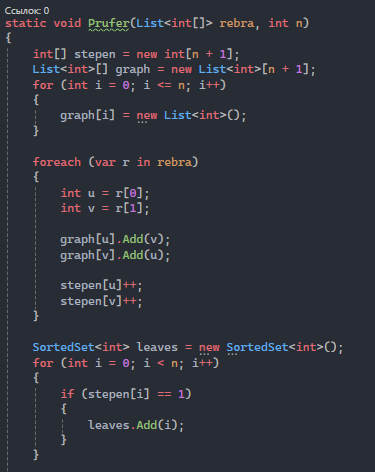 Ссылок: 0
static void Prufer(List<int[]> rebra, int n)
{
    int[] stepen = new int[n + 1];
    List<int>[] graph = new List<int>[n + 1];
    for (int i = 0; i <= n; i++)
    {
        graph[i] = new List<int>();
    }

    foreach (var r in rebra)
    {
        int u = r[0];
        int v = r[1];

        graph[u].Add(v);
        graph[v].Add(u);

        stepen[u]++;
        stepen[v]++;
    }

    SortedSet<int> leaves = new SortedSet<int>();
    for (int i = 0; i < n; i++)
    {
        if (stepen[i] == 1)
        {
            leaves.Add(i);
        }
    }